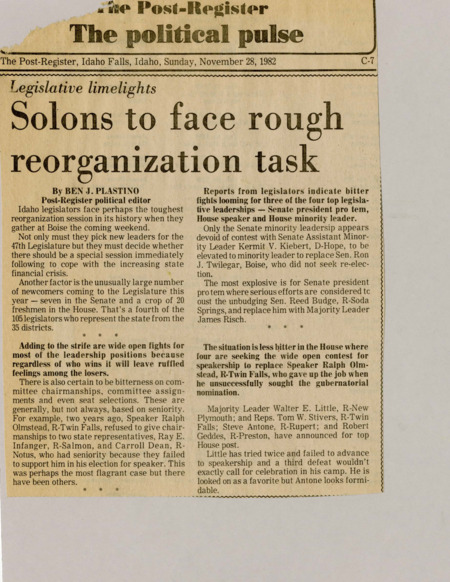 The Post-Register
The political pulse
The Post-Register, Idaho Falls, Idaho, Sunday, November 28, 1982 C-7
Legislative limelights
Solons to face rough
reorganization task
By BEN J. PLASTINO
Post-Register political editor
Idaho legislators face perhaps the toughest
reorganization session in its history when they
gather at Boise the coming weekend.
Not only must they pick new leaders for the
47th Legislature but they must decide whether
there should be a special session immediately
following to cope with the increasing state
financial crisis.
Another factor is the unusually large number
of newcomers coming to the Legislature this
year — seven in the Senate and a crop of 20
freshmen in the House. That's a fourth of the
105 legislators who represent the state from the
35 districts.
* * *
Adding to the strife are wide open fights for
most of the leadership positions because
regardless of who wins it will leave ruffled
feelings among the losers.
There is also certain to be bitterness on com-
mittee chairmanships, committee assign-
ments and even seat selections. These are
generally, but not always, based on seniority.
For example, two years ago, Speaker Ralph
Olmstead, R-Twin Falls, refused to give chair-
manships to two state representatives, Ray E.
Infanger, R-Salmon, and Carroll Dean, R-
Notus, who had seniority because they failed
to support him in his election for speaker. This
was perhaps the most flagrant case but there
have been others.
* * *
Reports from legislators indicate bitter
fights looming for three of the four top legisla-
tive leaderships — Senate president pro tem,
House speaker and House minority leader.
Only the Senate minority leadersip appears
devoid of contest with Senate Assistant Minor-
ity Leader Kermit V. Kiebert, D-Hope, to be
elevated to minority leader to replace Sen. Ron
J. Twilegar, Boise, who did not seek re-elec-
tion.
The most explosive is for Senate president
pro tem where serious efforts are considered to
oust the unbudging Sen. Reed Budge, R-Soda
Springs, and replace him with Majority Leader
James Risch.
* * *
The situation is less bitter in the House where
four are seeking the wide open contest for
speakership to replace Speaker Ralph Olm-
stead, R-Twin Falls, who gave up the job when
he unsuccessfully sought the gubernatorial
nomination.
Majority Leader Walter E. Little, R-New
Plymouth; and Reps. Tom W. Stivers, R-Twin
Falls; Steve Antone, R-Rupert; and Robert
Geddes, R-Preston, have announced for top
House post.
Little has tried twice and failed to advance
to speakership and a third defeat wouldn't
exactly call for celebration in his camp. He is
looked on as a favorite but Antone looks formi-
dable.